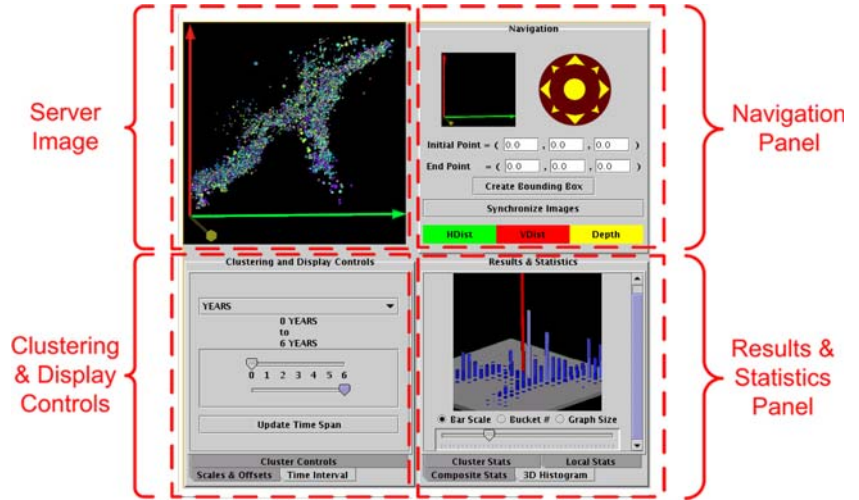 Server
Image
Navigation
Initial Point = ( 0.0 , 0.0 , 0.0 )
End Point = ( 0.0 , 0.0 , 0.0 )
Create Bounding Box
Synchronize Images
HDist VDist Depth
Navigation
Panel
Clustering
& Display
Controls
Clustering and Display Controls
YEARS
0 YEARS
to
6 YEARS
0 1 2 3 4 5 6
Update Time Span
Cluster Controls
Scales & Offsets Time Interval
Results & Statistics
Bar Scale Bucket # Graph Size
Cluster Stats Local Stats
Composite Stats 3D Histogram
Results &
Statistics
Panel